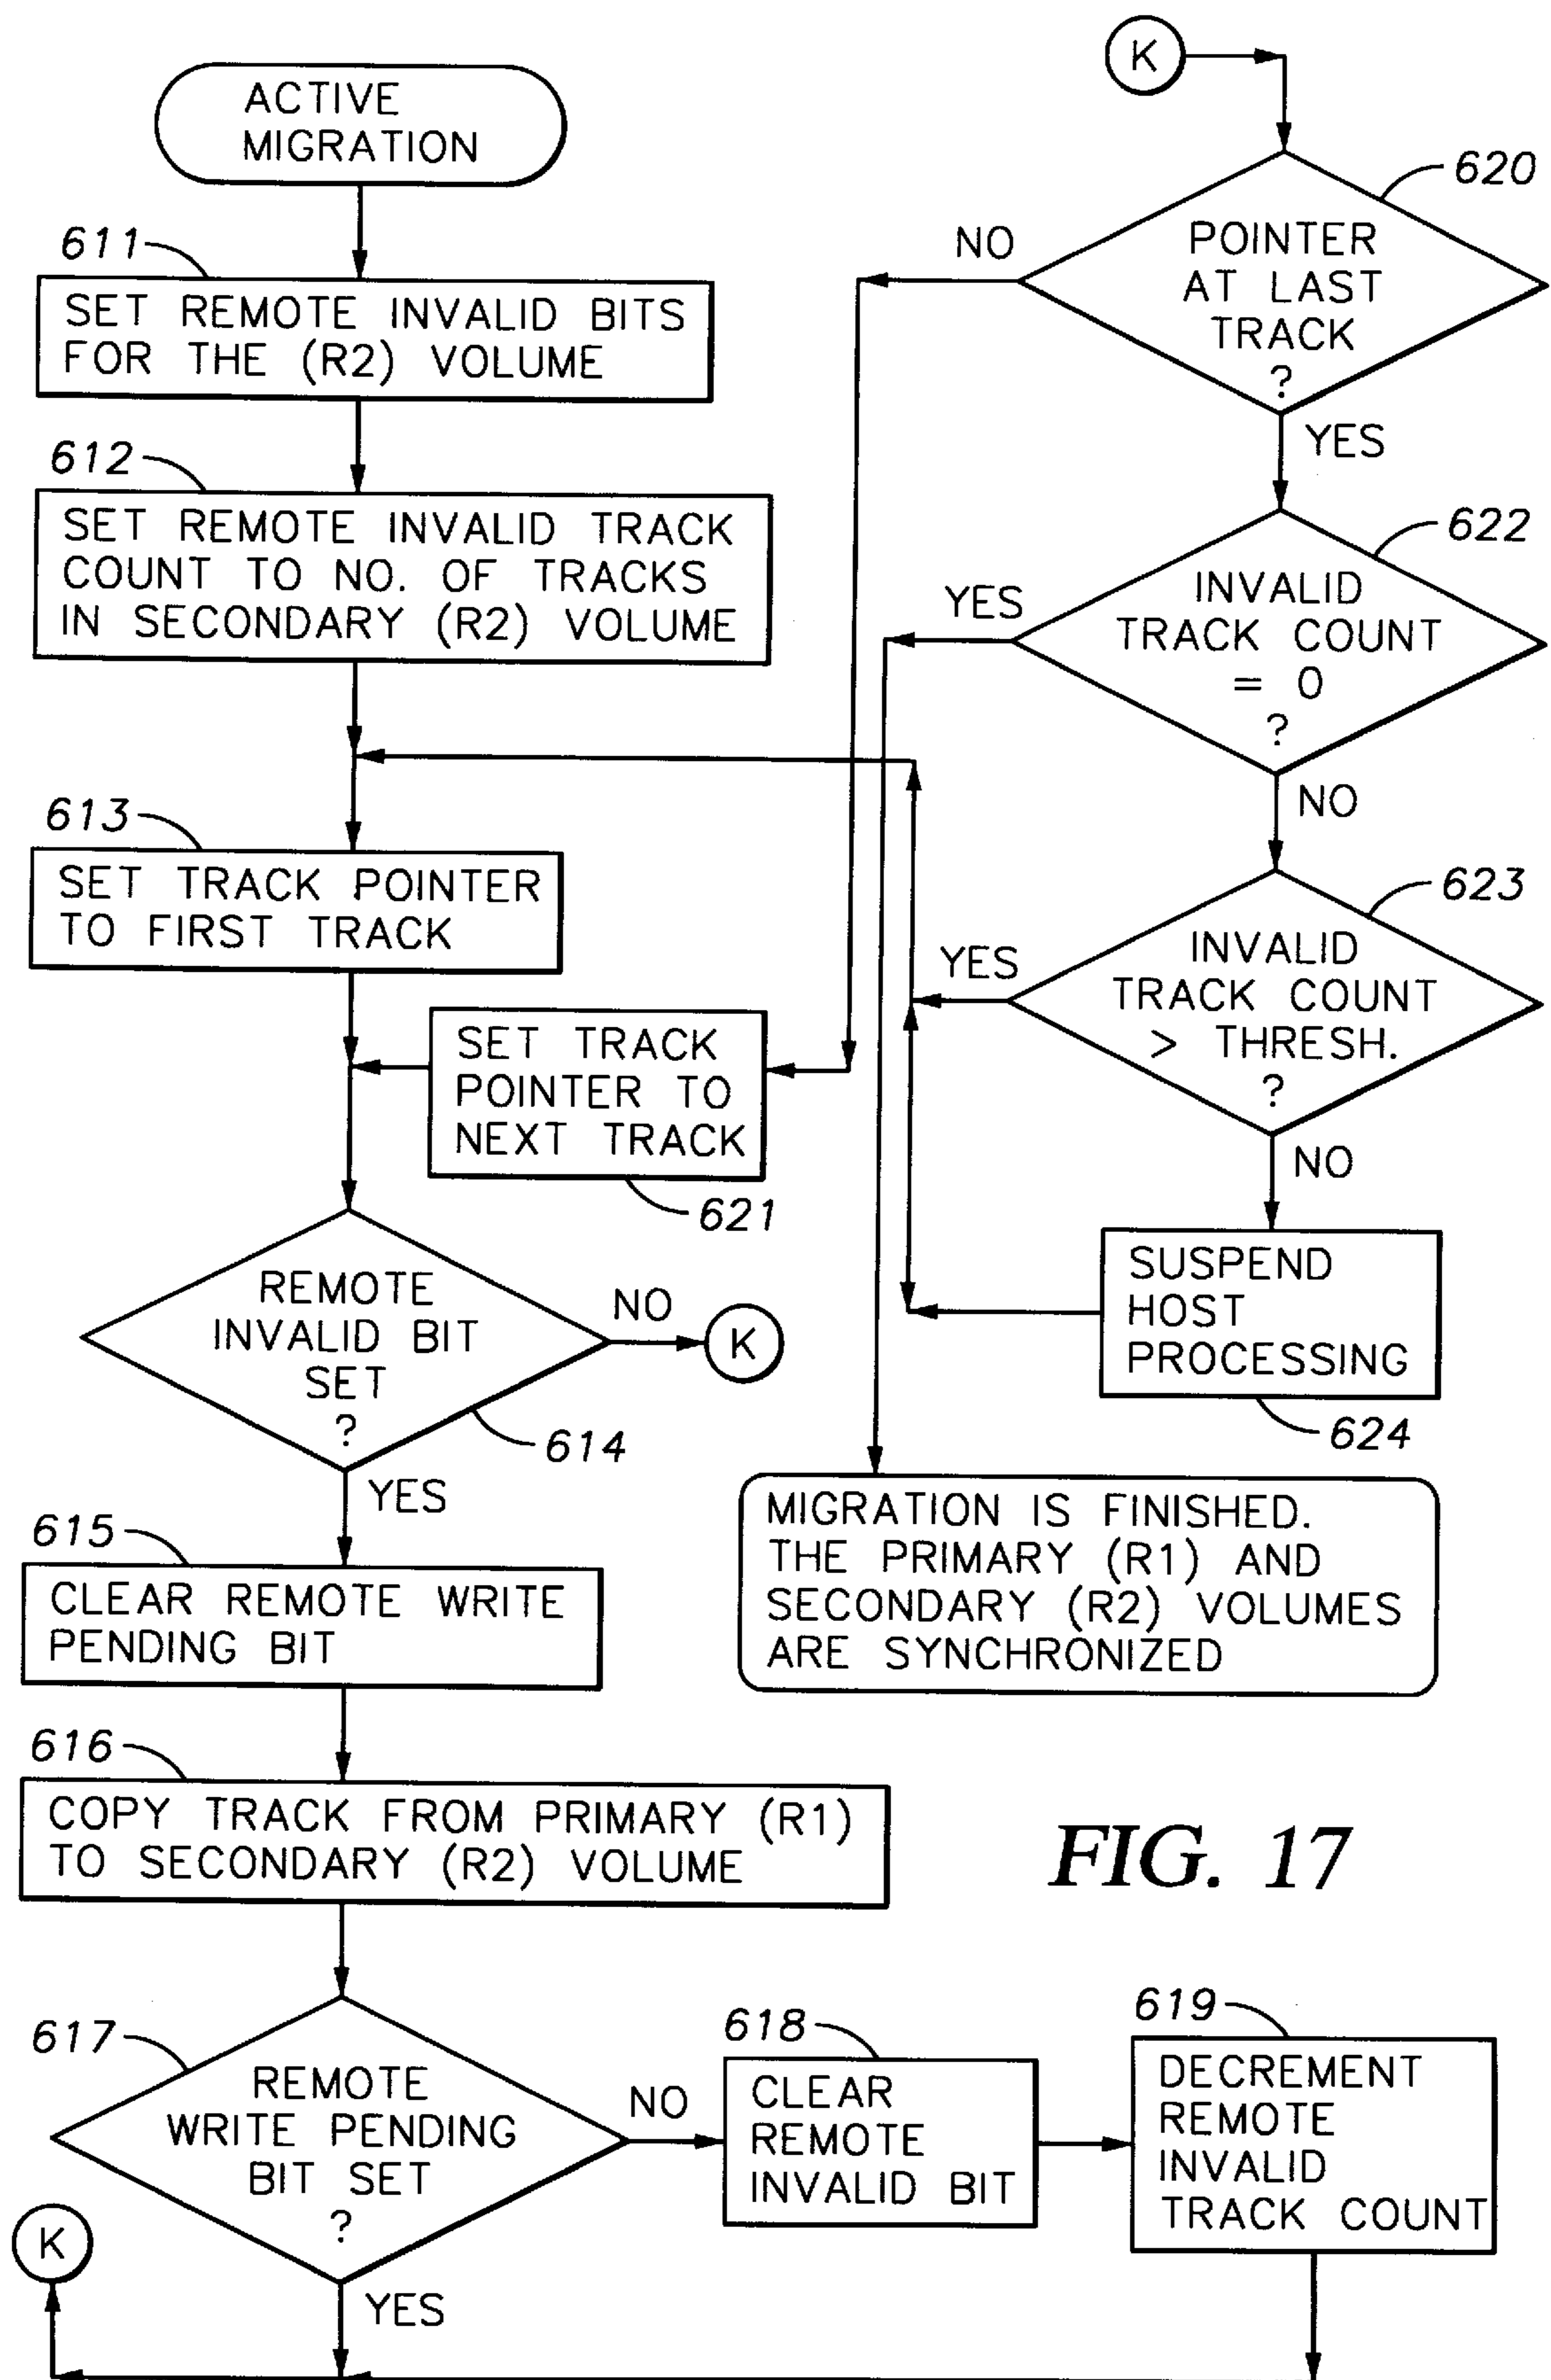 ACTIVE
MIGRATION
611
SET REMOTE INVALID BITS
FOR THE (R2) VOLUME
612
SET REMOTE INVALID TRACK
COUNT TO NO. OF TRACKS
IN SECONDARY (R2) VOLUME
613
SET TRACK POINTER
TO FIRST TRACK
SET TRACK
POINTER TO
NEXT TRACK
621
REMOTE
INVALID BIT
SET
?
614
NO
K
YES
615
CLEAR REMOTE WRITE
PENDING BIT
616
COPY TRACK FROM PRIMARY (R1)
TO SECONDARY (R2) VOLUME
617
REMOTE
WRITE PENDING
BIT SET
?
NO
YES
K
618
CLEAR
REMOTE
INVALID BIT
619
DECREMENT
REMOTE
INVALID
TRACK COUNT
K
620
POINTER
AT LAST
TRACK
?
NO
YES
622
INVALID
TRACK COUNT
= 0
?
YES
NO
623
INVALID
TRACK COUNT
> THRESH.
?
YES
NO
SUSPEND
HOST
PROCESSING
624
MIGRATION IS FINISHED.
THE PRIMARY (R1) AND
SECONDARY (R2) VOLUMES
ARE SYNCHRONIZED
FIG. 17